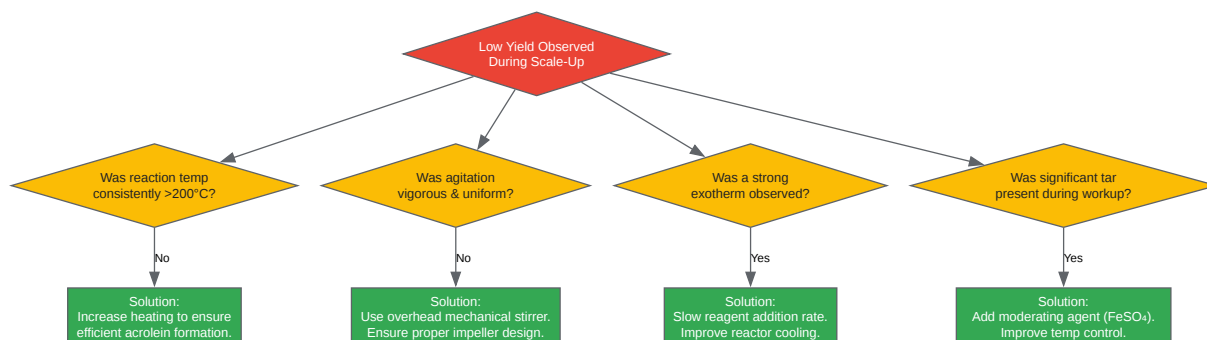 Low Yield Observed
During Scale-Up
Was reaction temp
consistently >200°C?
Was agitation
vigorous & uniform?
Was a strong
exotherm observed?
Was significant tar
present during workup?
No
No
Yes
Yes
Solution:
Increase heating to ensure
efficient acrolein formation.
Solution:
Use overhead mechanical stirrer.
Ensure proper impeller design.
Solution:
Slow reagent addition rate.
Improve reactor cooling.
Solution:
Add moderating agent (FeSO₄).
Improve temp control.